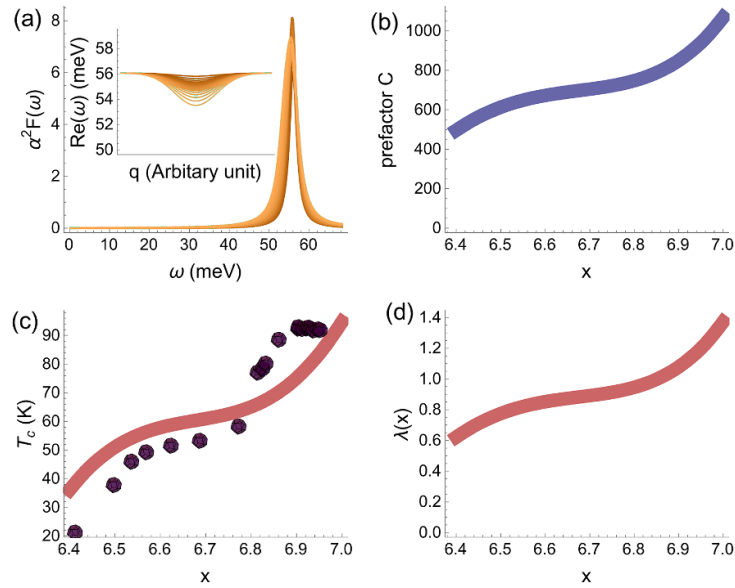 (a)
8
6
4
2
0
α²F(ω)
58
56
54
52
50
Re(ω) (meV)
q (Arbitary unit)
0 10 20 30 40 50 60
ω (meV)
(b)
1000
800
600
400
200
0
prefactor C
6.4 6.5 6.6 6.7 6.8 6.9 7.0
x
(c)
90
80
70
60
50
40
30
20
T_c (K)
6.4 6.5 6.6 6.7 6.8 6.9 7.0
x
(d)
1.4
1.2
1.0
0.8
0.6
0.4
0.2
0.0
λ(x)
6.4 6.5 6.6 6.7 6.8 6.9 7.0
x